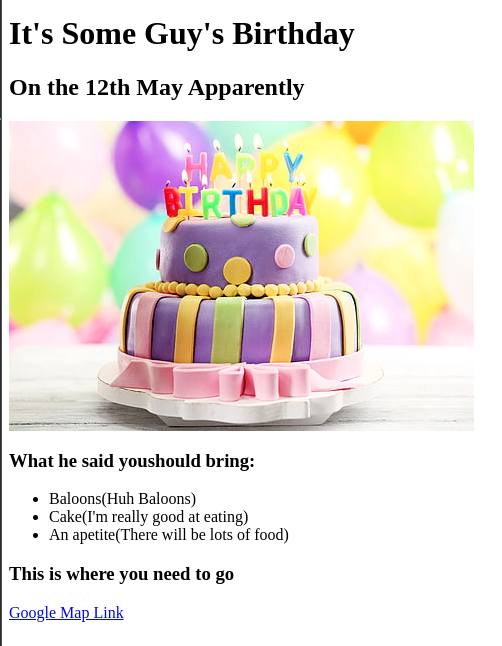 It's Some Guy's Birthday
On the 12th May Apparently
HAPPY
BIRTHDAY
What he said youshould bring:
Baloons(Huh Baloons)
Cake(I'm really good at eating)
An apetite(There will be lots of food)
This is where you need to go
Google Map Link